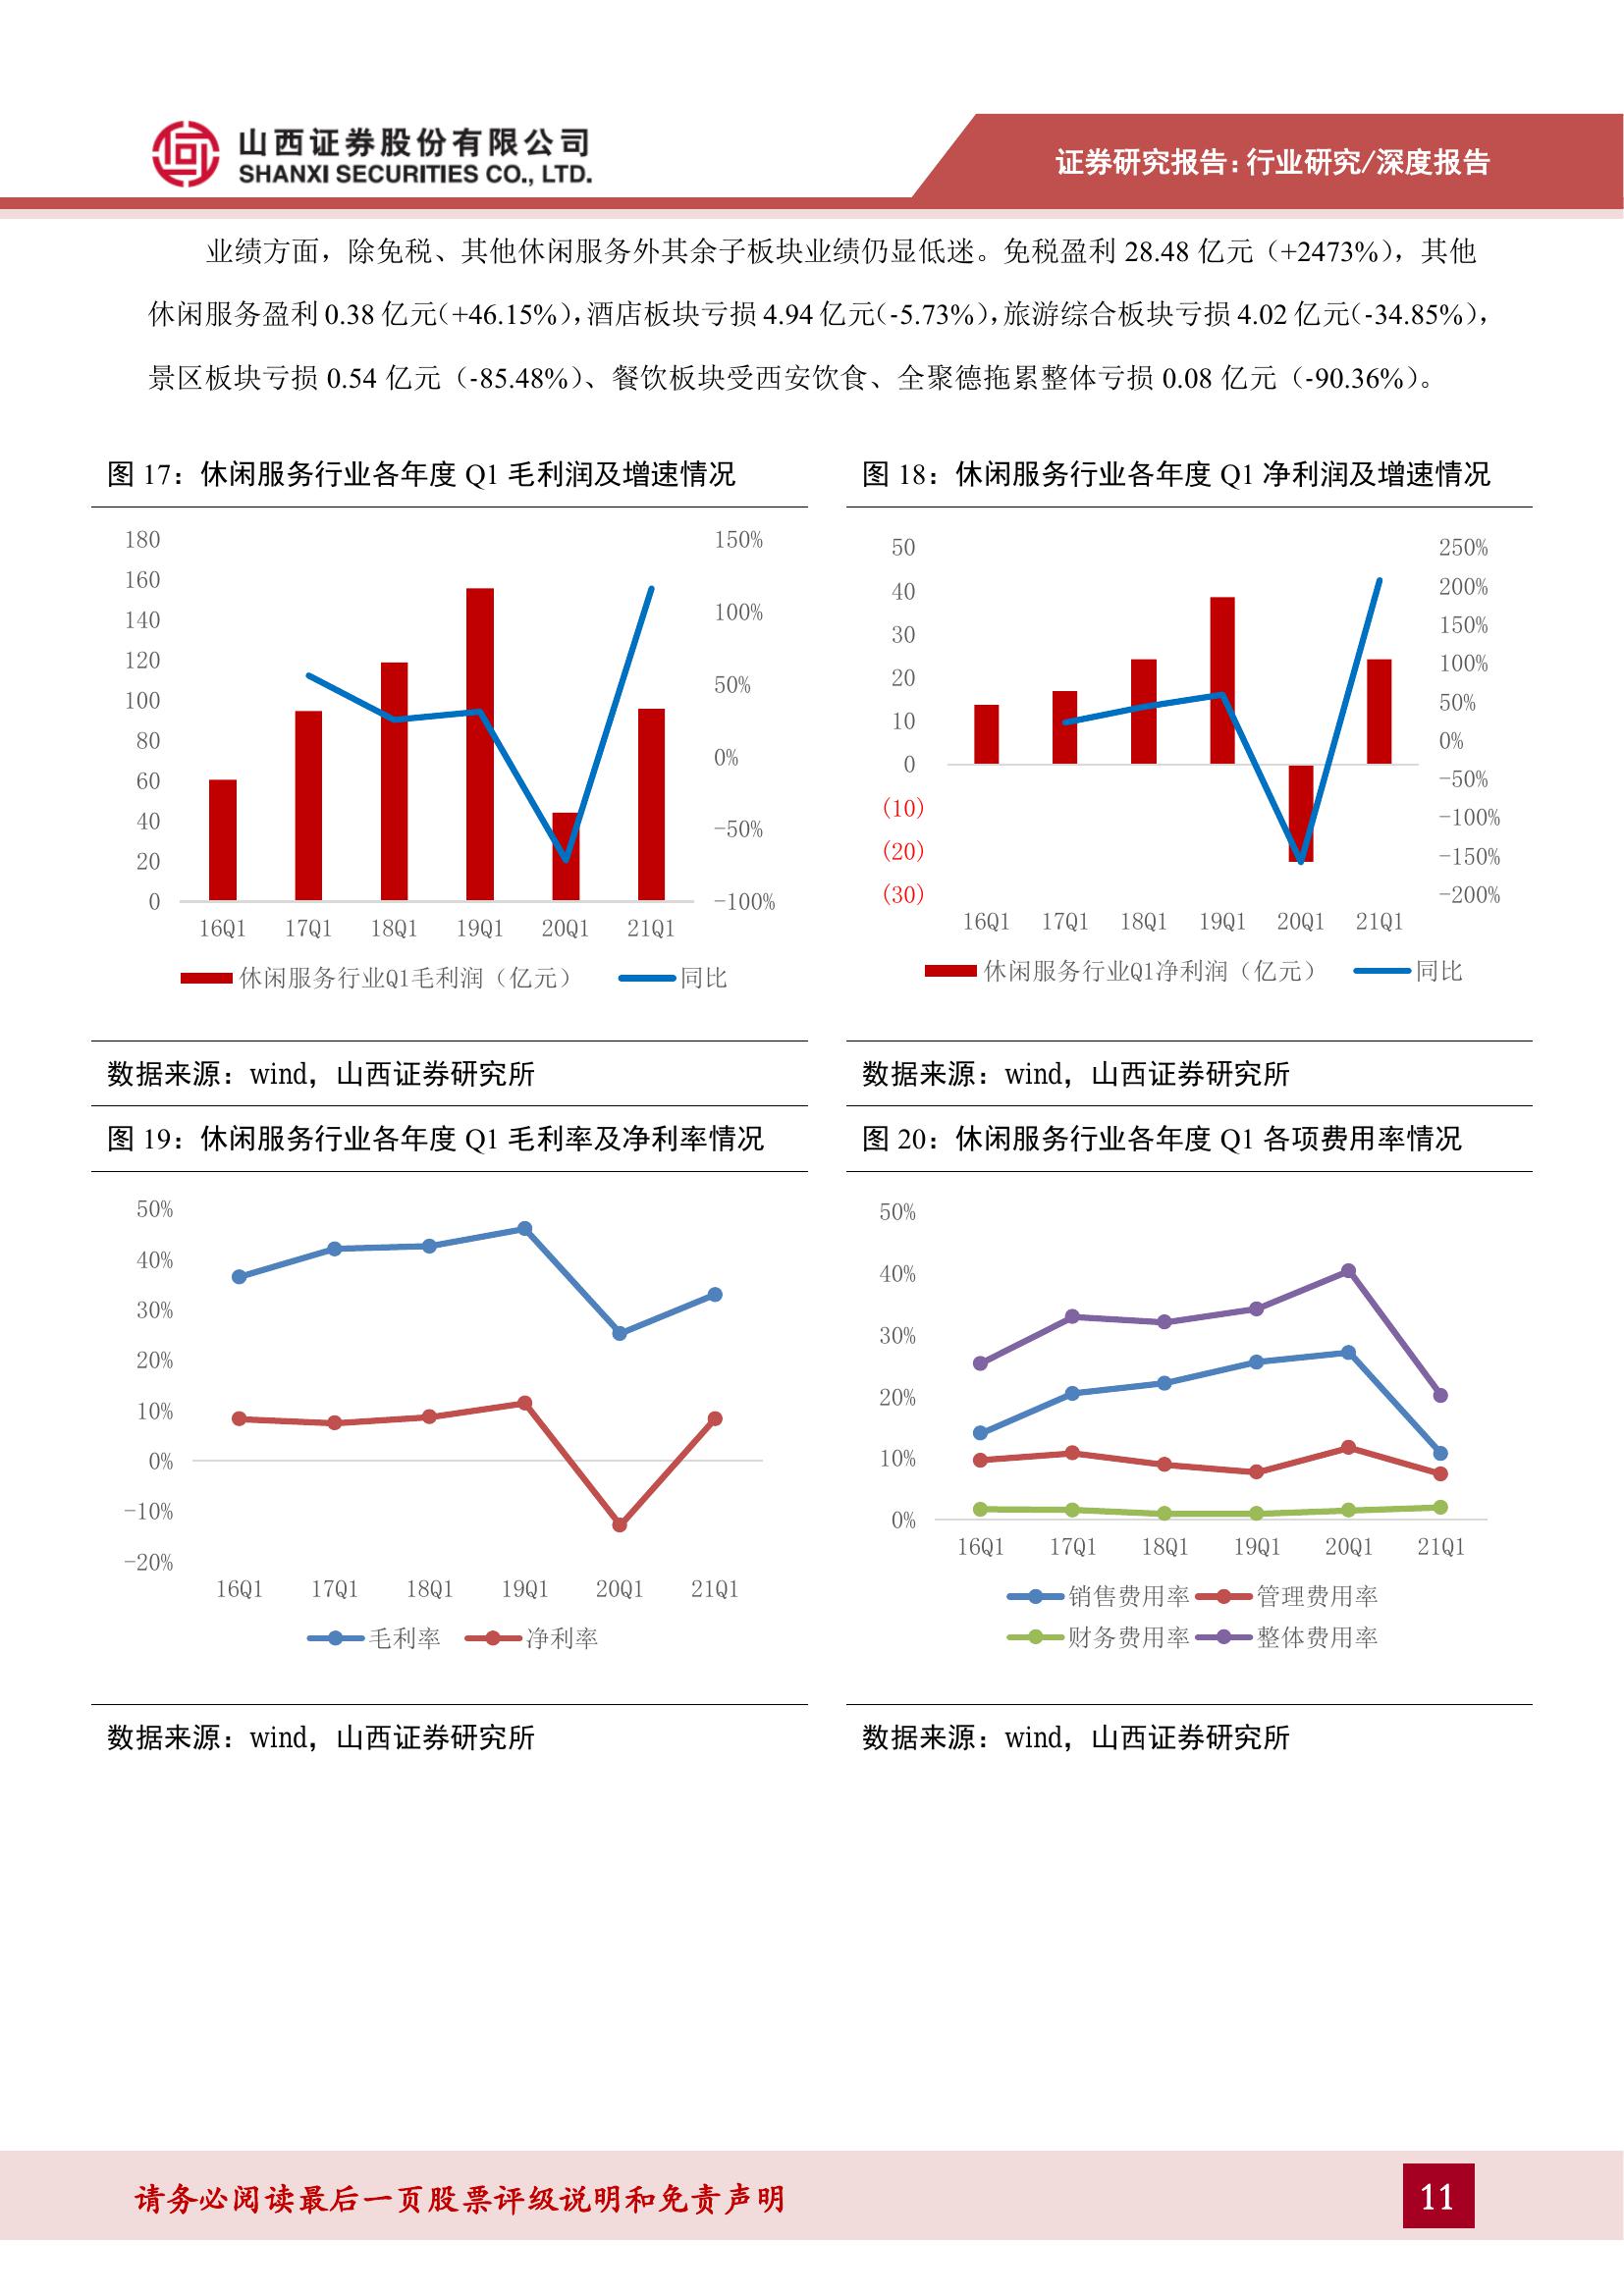 山西证券股份有限公司
SHANXI SECURITIES CO., LTD.
证券研究报告:行业研究/深度报告
业绩方面，除免税、其他休闲服务外其余子板块业绩仍显低迷。免税盈利 28.48 亿元（+2473%），其他
休闲服务盈利 0.38 亿元（+46.15%），酒店板块亏损 4.94 亿元（-5.73%），旅游综合板块亏损 4.02 亿元（-34.85%），
景区板块亏损 0.54 亿元（-85.48%）、餐饮板块受西安饮食、全聚德拖累整体亏损 0.08 亿元（-90.36%）。
图 17：休闲服务行业各年度 Q1 毛利润及增速情况
180
160
140
120
100
80
60
40
20
0
150%
100%
50%
0%
-50%
-100%
16Q1 17Q1 18Q1 19Q1 20Q1 21Q1
休闲服务行业Q1毛利润（亿元） 同比
数据来源：wind，山西证券研究所
图 18：休闲服务行业各年度 Q1 净利润及增速情况
50
40
30
20
10
0
(10)
(20)
(30)
250%
200%
150%
100%
50%
0%
-50%
-100%
-150%
-200%
16Q1 17Q1 18Q1 19Q1 20Q1 21Q1
休闲服务行业Q1净利润（亿元） 同比
数据来源：wind，山西证券研究所
图 19：休闲服务行业各年度 Q1 毛利率及净利率情况
50%
40%
30%
20%
10%
0%
-10%
-20%
16Q1 17Q1 18Q1 19Q1 20Q1 21Q1
毛利率 净利率
数据来源：wind，山西证券研究所
图 20：休闲服务行业各年度 Q1 各项费用率情况
50%
40%
30%
20%
10%
0%
16Q1 17Q1 18Q1 19Q1 20Q1 21Q1
销售费用率 管理费用率
财务费用率 整体费用率
数据来源：wind，山西证券研究所
请务必阅读最后一页股票评级说明和免责声明
11